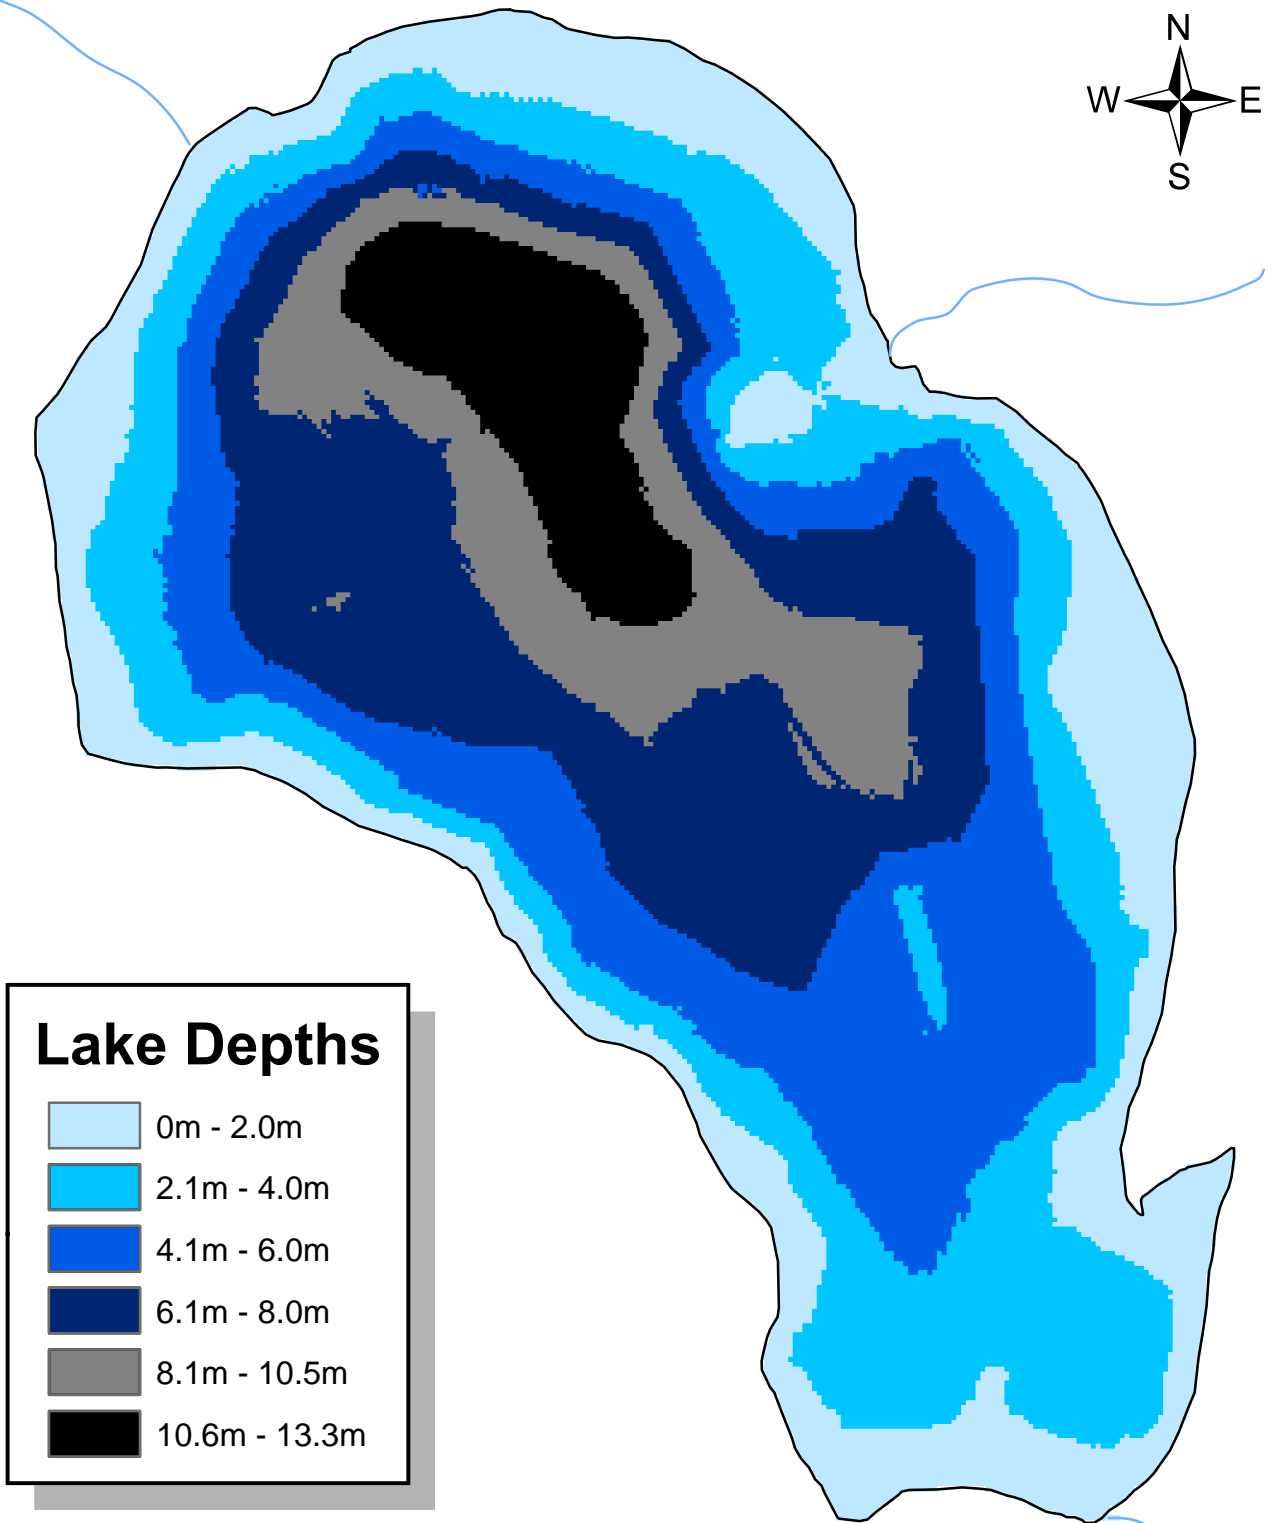 N
W E
S
Lake Depths
0m - 2.0m
2.1m - 4.0m
4.1m - 6.0m
6.1m - 8.0m
8.1m - 10.5m
10.6m - 13.3m